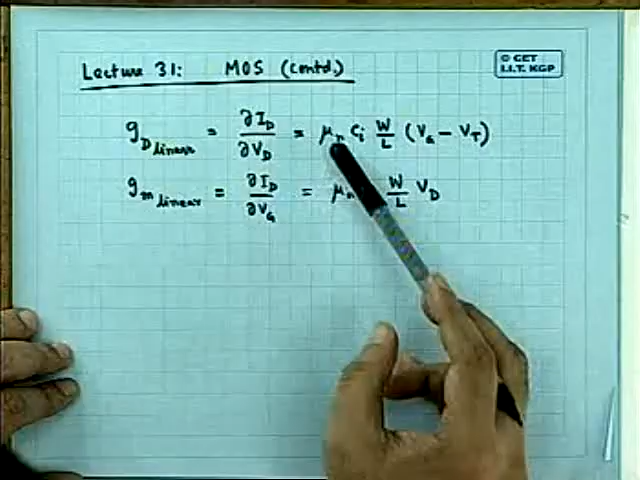 Lecture 31: MOS (Contd.)
© CET
I.I.T. KGP
g_D linear = ∂I_D/∂V_D = μ_n C_i W/L (V_G - V_T)
g_m linear = ∂I_D/∂V_G = μ_n W/L V_D